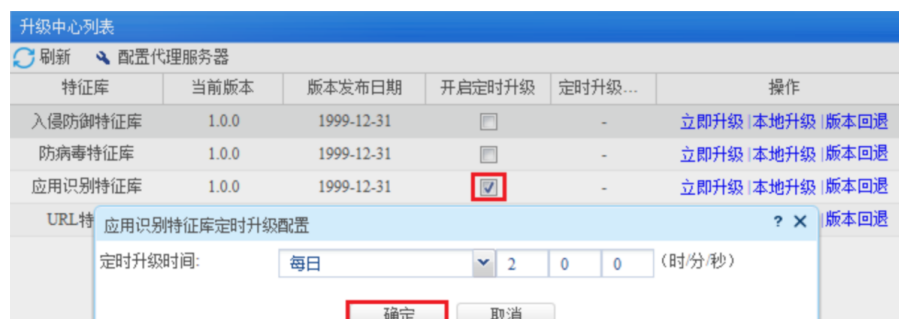 升级中心列表
刷新 配置代理服务器
特征库 当前版本 版本发布日期 开启定时升级 定时升级... 操作
入侵防御特征库 1.0.0 1999-12-31 - 立即升级|本地升级|版本回退
防病毒特征库 1.0.0 1999-12-31 - 立即升级|本地升级|版本回退
应用识别特征库 1.0.0 1999-12-31 - 立即升级|本地升级|版本回退
URL特 |版本回退
应用识别特征库定时升级配置 ? X
定时升级时间: 每日 2 0 0 (时/分/秒)
确定 取消